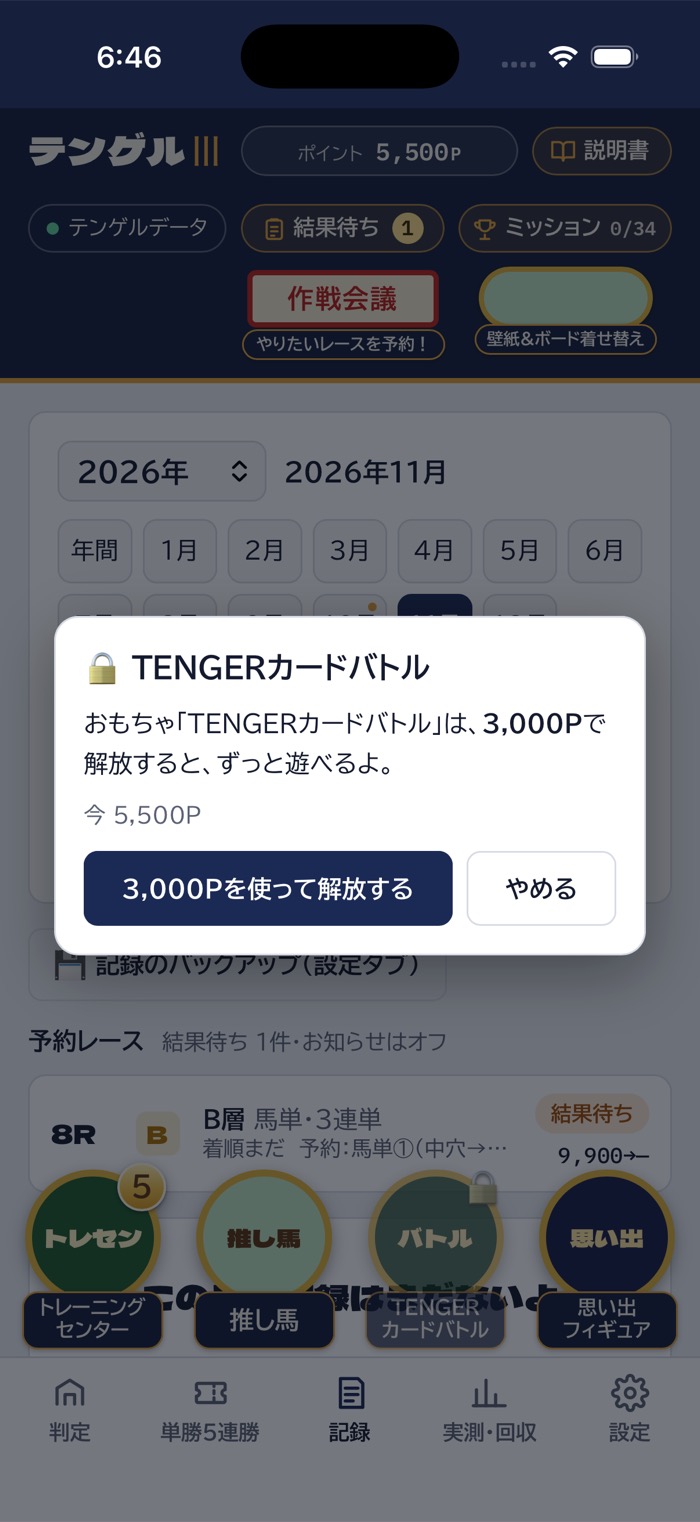 6:46
テンゲル
ポイント 5,500P
説明書
テンゲルデータ
結果待ち 1
ミッション 0/34
作戦会議
やりたいレースを予約！
壁紙&ボード着せ替え
2026年
2026年11月
年間
1月
2月
3月
4月
5月
6月
TENGERカードバトル
おもちゃ「TENGERカードバトル」は、3,000Pで
解放すると、ずっと遊べるよ。
今 5,500P
3,000Pを使って解放する
やめる
記録のバックアップ(設定タブ)
予約レース 結果待ち 1件・お知らせはオフ
8R
B
B層 馬単・3連単
着順まだ 予約:馬単①(中穴→…
結果待ち
9,900→—
5
トレセン
推し馬
バトル
思い出
トレーニング
センター
推し馬
TENGER
カードバトル
思い出
フィギュア
判定
単勝5連勝
記録
実測・回収
設定